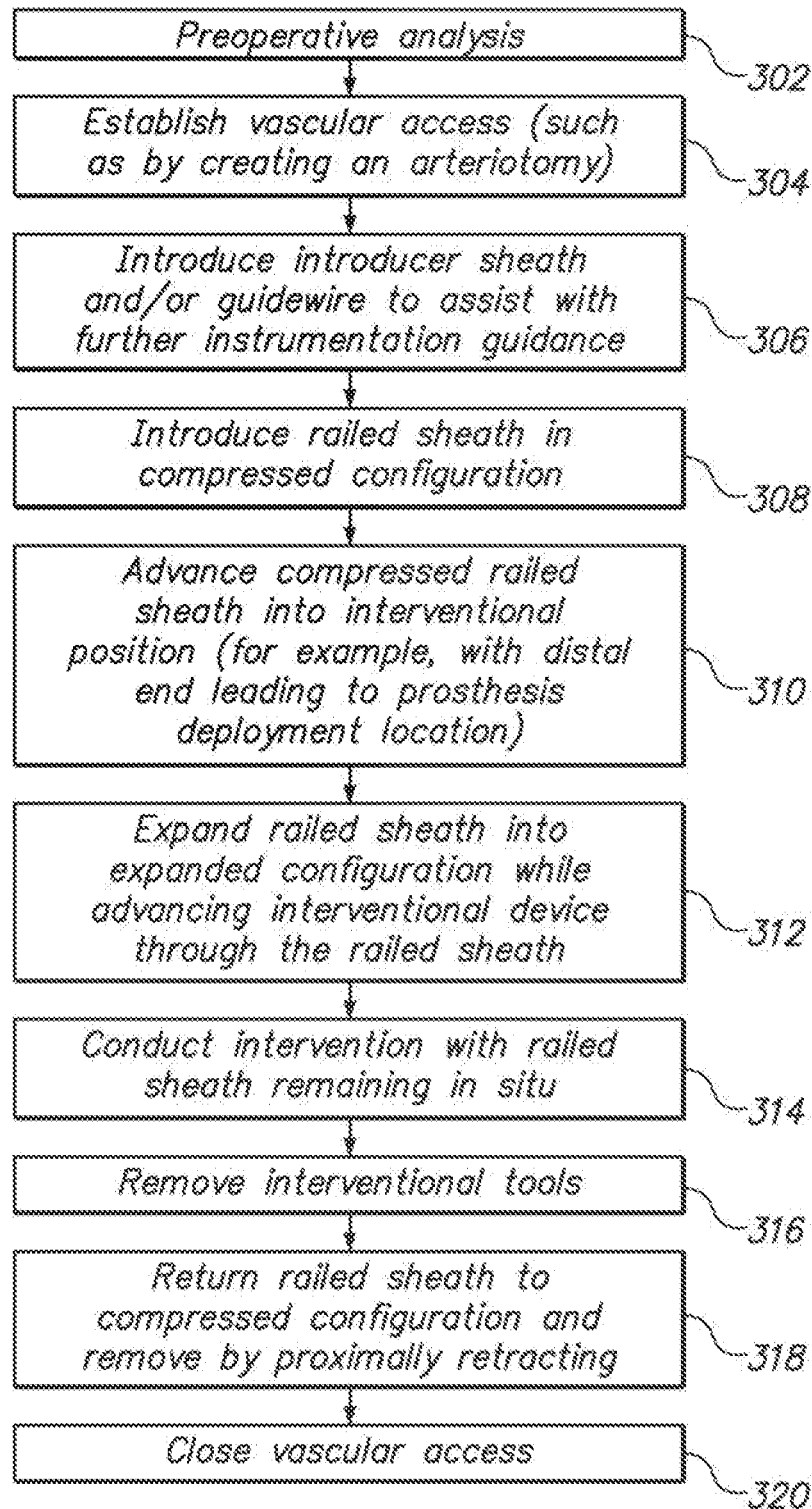 Preoperative analysis
302
Establish vascular access (such
as by creating an arteriotomy)
304
Introduce introducer sheath
and/or guidewire to assist with
further instrumentation guidance
306
Introduce railed sheath in
compressed configuration
308
Advance compressed railed
sheath into interventional
position (for example, with distal
end leading to prosthesis
deployment location)
310
Expand railed sheath into
expanded configuration while
advancing interventional device
through the railed sheath
312
Conduct intervention with railed
sheath remaining in situ
314
Remove interventional tools
316
Return railed sheath to
compressed configuration and
remove by proximally retracting
318
Close vascular access
320